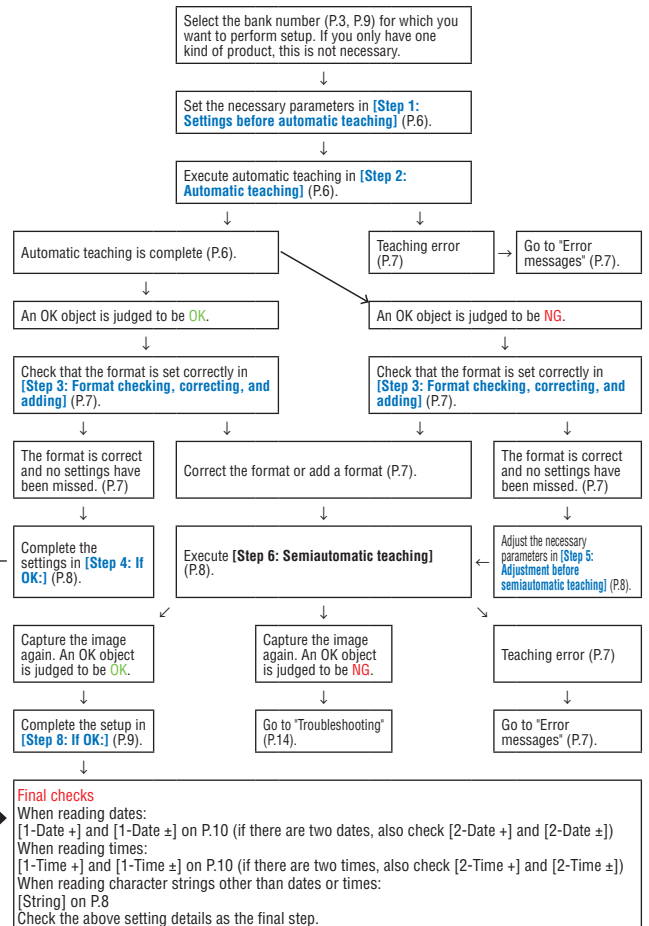 Select the bank number (P.3, P.9) for which you
want to perform setup. If you only have one
kind of product, this is not necessary.
↓
Set the necessary parameters in [Step 1:
Settings before automatic teaching] (P.6).
↓
Execute automatic teaching in [Step 2:
Automatic teaching] (P.6).
↓ ↓
Automatic teaching is complete (P.6).
Teaching error
(P.7)
→
Go to "Error
messages" (P.7).
↓
An OK object is judged to be OK.
An OK object is judged to be NG.
↓ ↓
Check that the format is set correctly in
[Step 3: Format checking, correcting, and
adding] (P.7).
Check that the format is set correctly in
[Step 3: Format checking, correcting, and
adding] (P.7).
↓ ↓ ↓ ↓
The format is correct
and no settings have
been missed. (P.7)
Correct the format or add a format (P.7).
The format is correct
and no settings have
been missed. (P.7)
↓ ↓ ↓
Complete the
settings in [Step 4: If
OK:] (P.8).
Execute [Step 6: Semiautomatic teaching]
(P.8).
←
Adjust the necessary
parameters in [Step 5:
Adjustment before
semiautomatic teaching] (P.8).
↙ ↓ ↘
Capture the image
again. An OK object
is judged to be OK.
Capture the image
again. An OK object
is judged to be NG.
Teaching error (P.7)
↓ ↓ ↓
Complete the setup in
[Step 8: If OK:] (P.9).
Go to "Troubleshooting"
(P.14).
Go to "Error
messages" (P.7).
↓
Final checks
When reading dates:
[1-Date +] and [1-Date ±] on P.10 (if there are two dates, also check [2-Date +] and [2-Date ±])
When reading times:
[1-Time +] and [1-Time ±] on P.10 (if there are two times, also check [2-Time +] and [2-Time ±])
When reading character strings other than dates or times:
[String] on P.8
Check the above setting details as the final step.